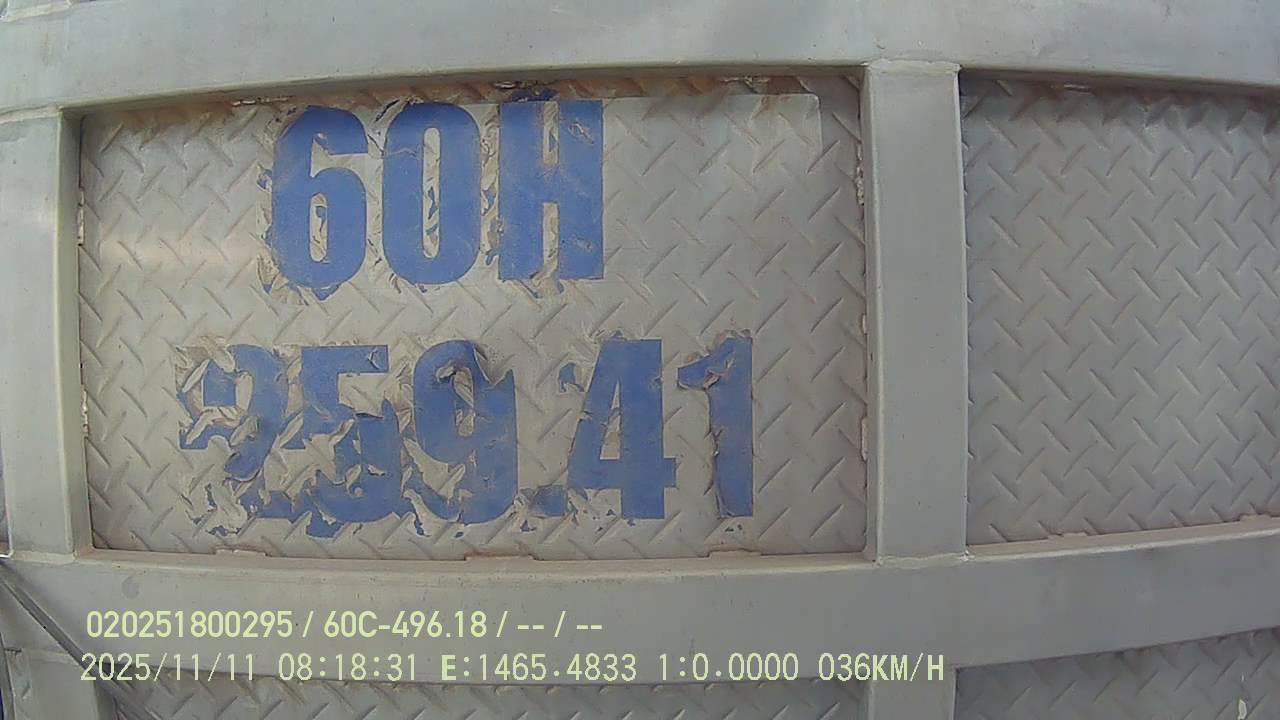 60H
259.41
020251800295 / 60C-496.18 / -- / --
2025/11/11 08:18:31 E:1465.4833 1:0.0000 036KM/H